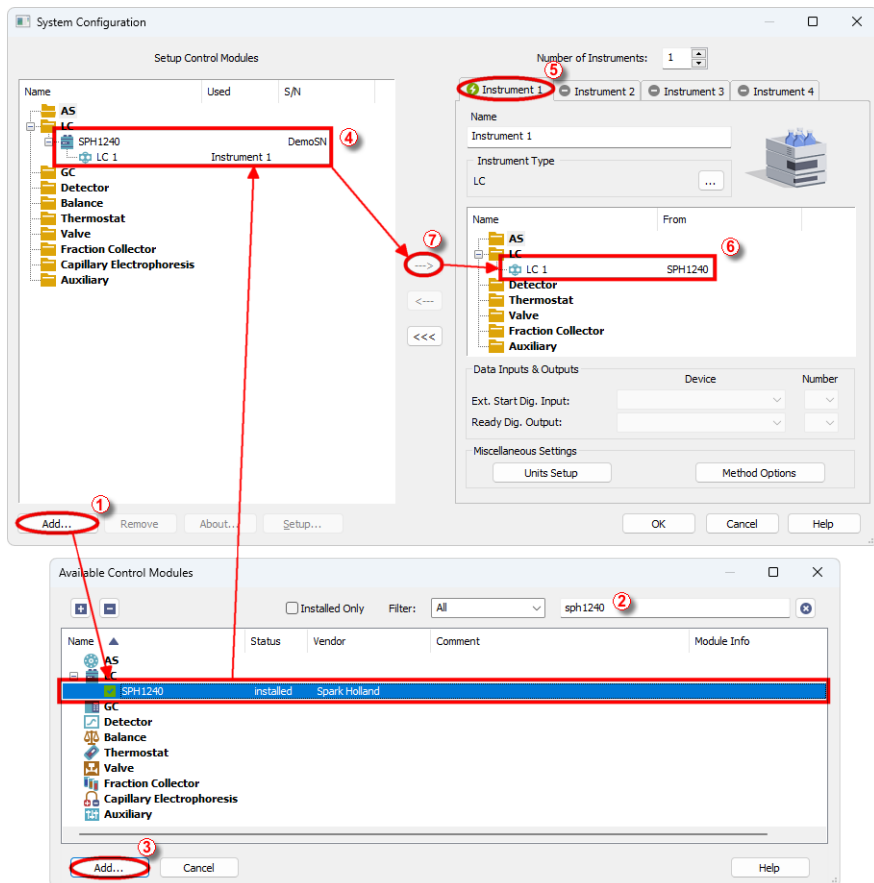 System Configuration
Setup Control Modules
Number of Instruments: 1
⑤
Name Used S/N
Instrument 1 Instrument 2 Instrument 3 Instrument 4
AS
LC
SPH1240 DemoSN
④
LC 1 Instrument 1
GC
Detector
Balance
Thermostat
Valve
Fraction Collector
Capillary Electrophoresis
Auxiliary
⑦
--->
<---
<<<
Name
Instrument 1
Instrument Type
LC ...
Name From
AS
⑥
LC
LC 1 SPH1240
Detector
Thermostat
Valve
Fraction Collector
Auxiliary
Data Inputs & Outputs
Device Number
Ext. Start Dig. Input:
Ready Dig. Output:
Miscellaneous Settings
Units Setup Method Options
①
Add... Remove About... Setup... OK Cancel Help
Available Control Modules
Installed Only Filter: All sph1240 ②
Name Status Vendor Comment Module Info
AS
LC
SPH1240 installed Spark Holland
GC
Detector
Balance
Thermostat
Valve
Fraction Collector
Capillary Electrophoresis
Auxiliary
③
Add... Cancel Help